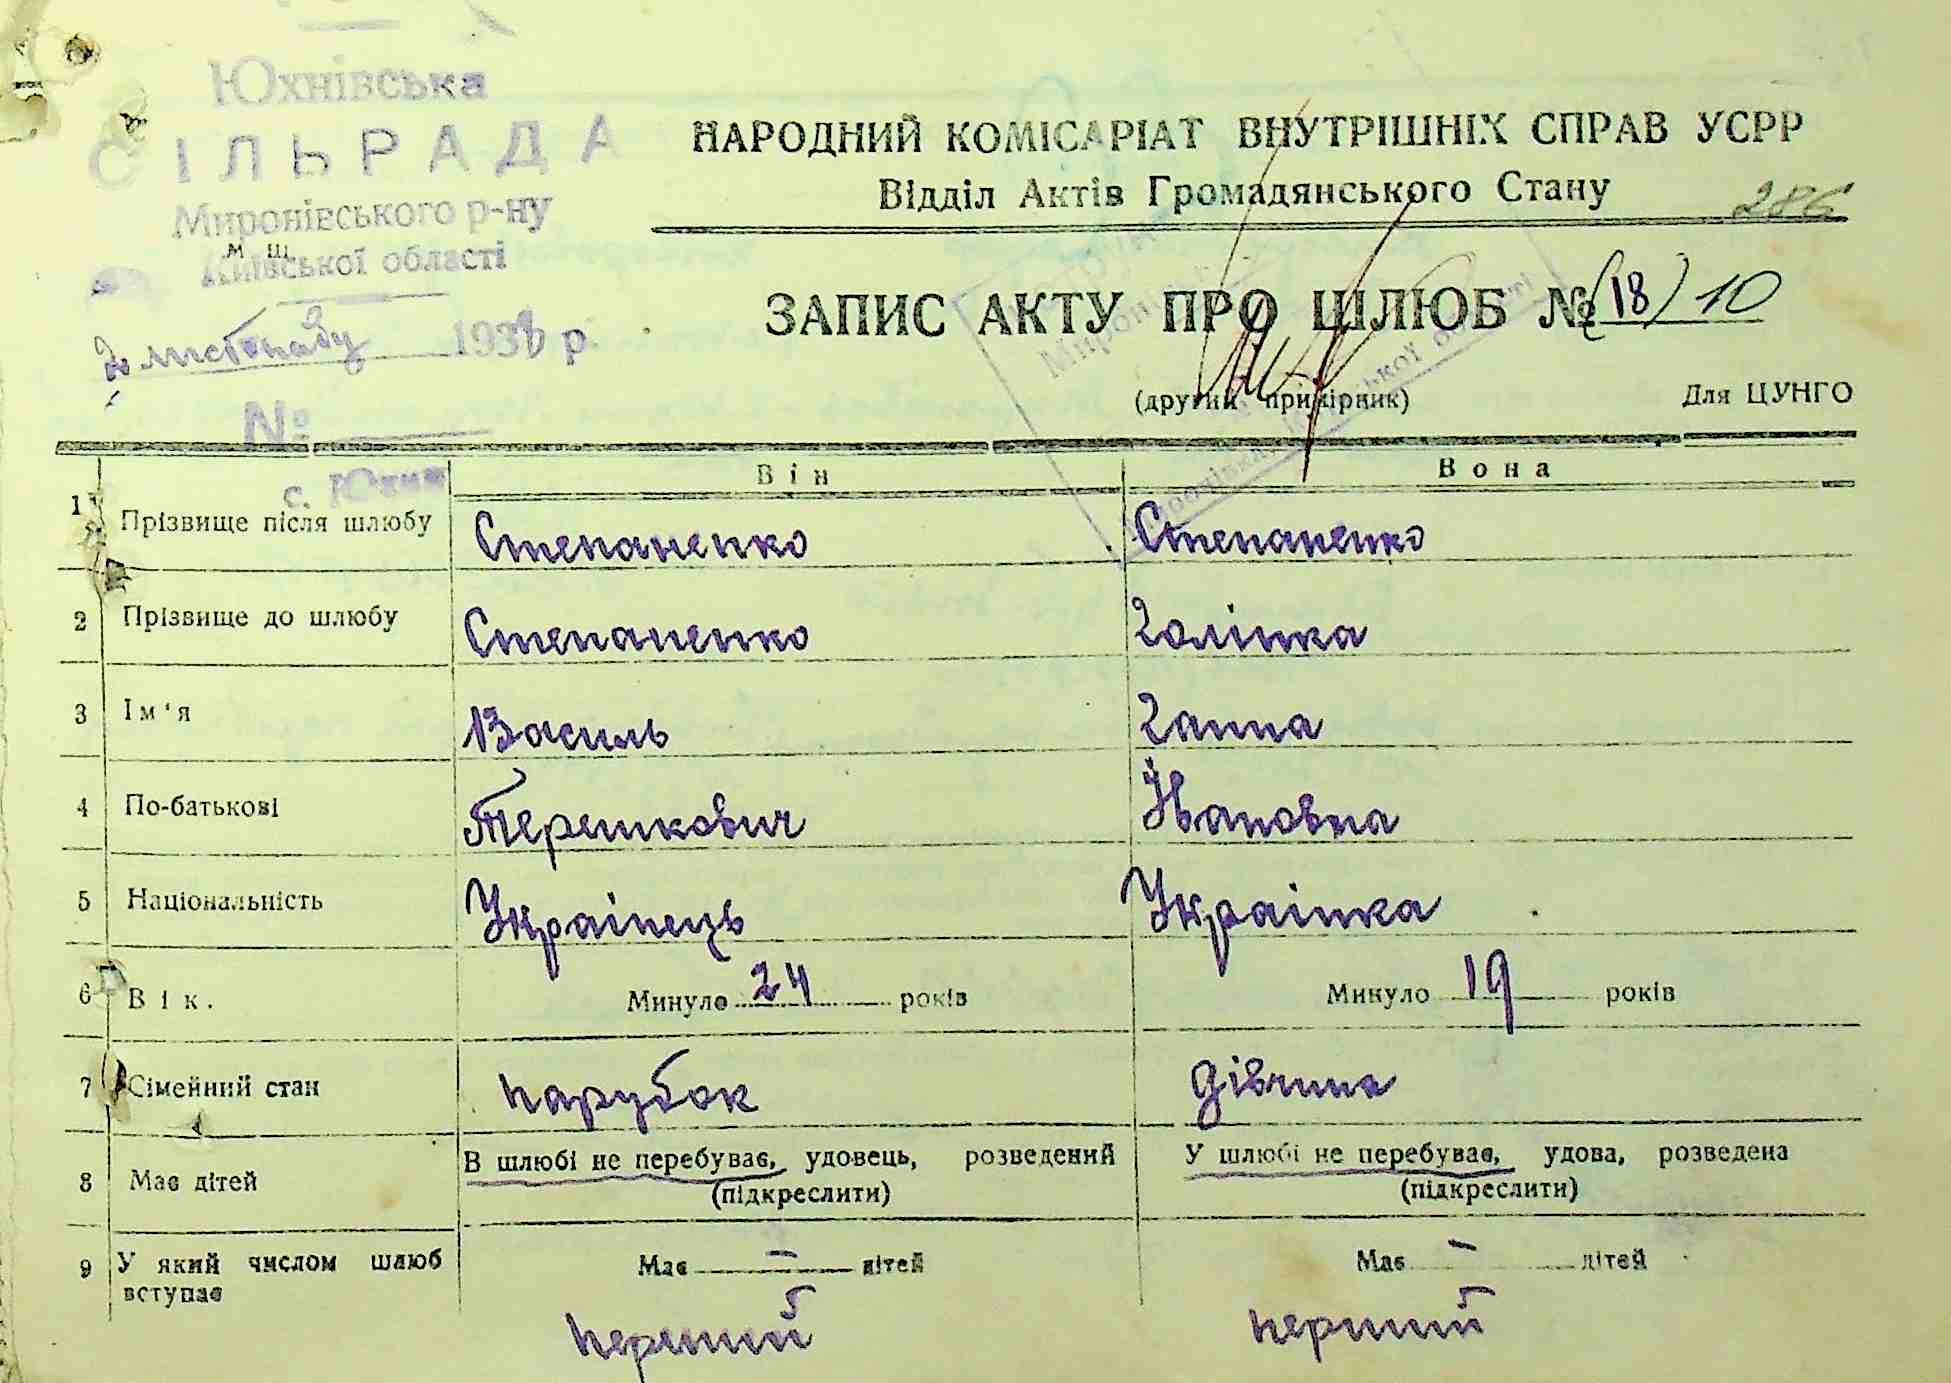 Юхнівська
СІЛЬРАДА
Миронівського р-ну
м ш
Київської області
листопаду 193 р.
№
с. Юхни
НАРОДНИЙ КОМІСАРІАТ ВНУТРІШНІХ СПРАВ УСРР
Відділ Актів Громадянського Стану
286
ЗАПИС АКТУ ПРО ШЛЮБ № (18) 10
(другий примірник) Для ЦУНГО
Він Вона
1 Прізвище після шлюбу Степаненко Степаненко
2 Прізвище до шлюбу Степаненко Голінка
3 Ім'я Василь Ганна
4 По-батькові Терешкович Івановна
5 Національність Українець Українка
6 Вік. Минуло 24 років Минуло 19 років
7 Сімейний стан парубок дівчина
8 Має дітей В шлюбі не перебуває, удовець, розведений У шлюбі не перебуває, удова, розведена
(підкреслити) (підкреслити)
9 У який числом шлюб вступає Має — дітей Має — дітей
перший перший